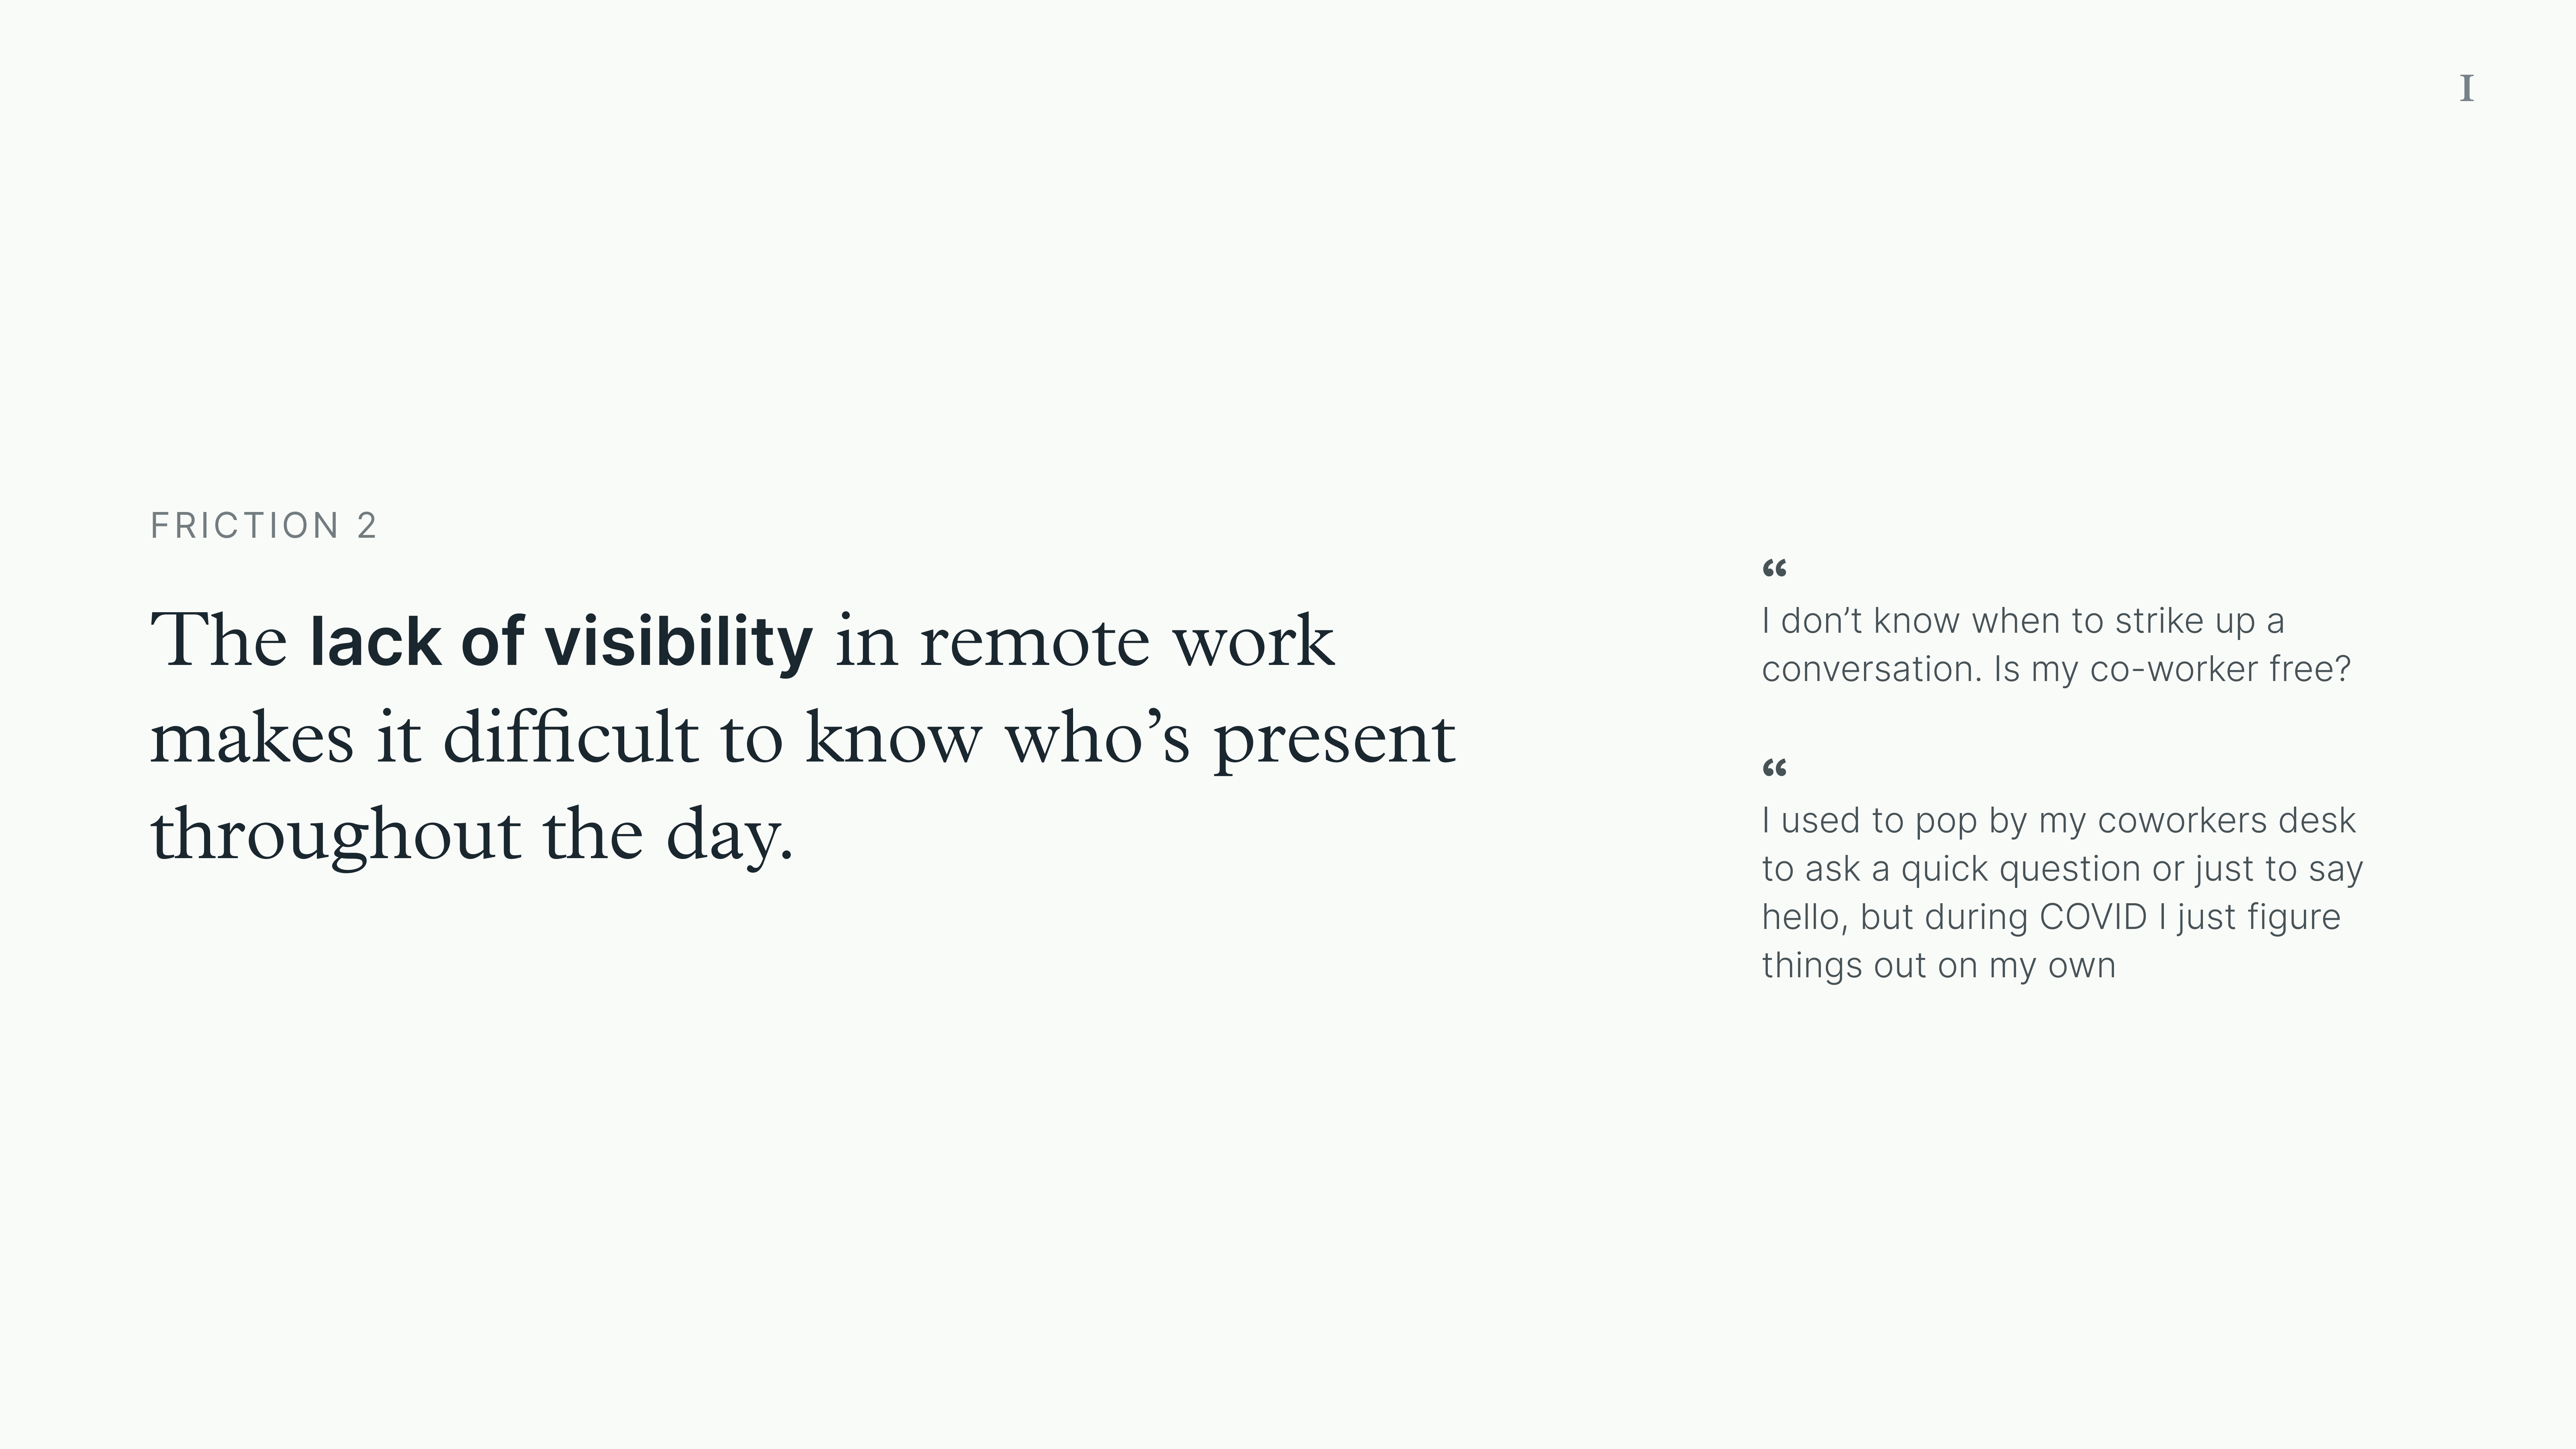 I
FRICTION 2
The lack of visibility in remote work
makes it difficult to know who’s present
throughout the day.
“
I don’t know when to strike up a
conversation. Is my co-worker free?
“
I used to pop by my coworkers desk
to ask a quick question or just to say
hello, but during COVID I just figure
things out on my own